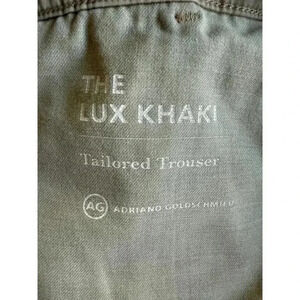 THE
LUX KHAKI
Tailored Trouser
AG ADRIANO GOLDSCHMIED